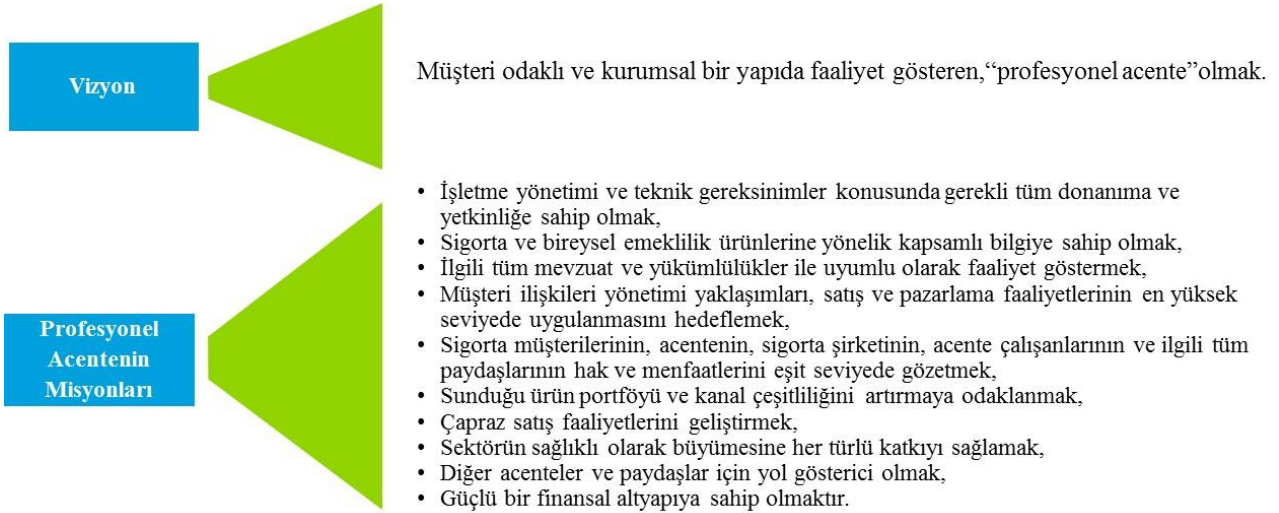 Vizyon
Müşteri odaklı ve kurumsal bir yapıda faaliyet gösteren,“profesyonel acente”olmak.
Profesyonel
Acentenin
Misyonları
• İşletme yönetimi ve teknik gereksinimler konusunda gerekli tüm donanıma ve
yetkinliğe sahip olmak,
• Sigorta ve bireysel emeklilik ürünlerine yönelik kapsamlı bilgiye sahip olmak,
• İlgili tüm mevzuat ve yükümlülükler ile uyumlu olarak faaliyet göstermek,
• Müşteri ilişkileri yönetimi yaklaşımları, satış ve pazarlama faaliyetlerinin en yüksek
seviyede uygulanmasını hedeflemek,
• Sigorta müşterilerinin, acentenin, sigorta şirketinin, acente çalışanlarının ve ilgili tüm
paydaşlarının hak ve menfaatlerini eşit seviyede gözetmek,
• Sunduğu ürün portföyü ve kanal çeşitliliğini artırmaya odaklanmak,
• Çapraz satış faaliyetlerini geliştirmek,
• Sektörün sağlıklı olarak büyümesine her türlü katkıyı sağlamak,
• Diğer acenteler ve paydaşlar için yol gösterici olmak,
• Güçlü bir finansal altyapıya sahip olmaktır.